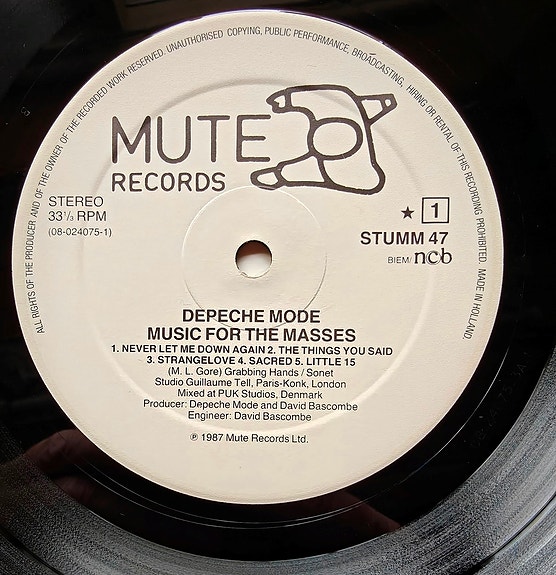 ALL RIGHTS OF THE PRODUCER AND OF THE OWNER OF THE RECORDED WORK RESERVED. UNAUTHORISED COPYING, PUBLIC PERFORMANCE, BROADCASTING, HIRING OR RENTAL OF THIS RECORDING PROHIBITED. MADE IN HOLLAND
MUTE
RECORDS
STEREO
33⅓ RPM
(08-024075-1)
★ 1
STUMM 47
BIEM/ncb
DEPECHE MODE
MUSIC FOR THE MASSES
1. NEVER LET ME DOWN AGAIN 2. THE THINGS YOU SAID
3. STRANGELOVE 4. SACRED 5. LITTLE 15
(M. L. Gore) Grabbing Hands / Sonet
Studio Guillaume Tell, Paris-Konk, London
Mixed at PUK Studios, Denmark
Producer: Depeche Mode and David Bascombe
Engineer: David Bascombe
℗ 1987 Mute Records Ltd.